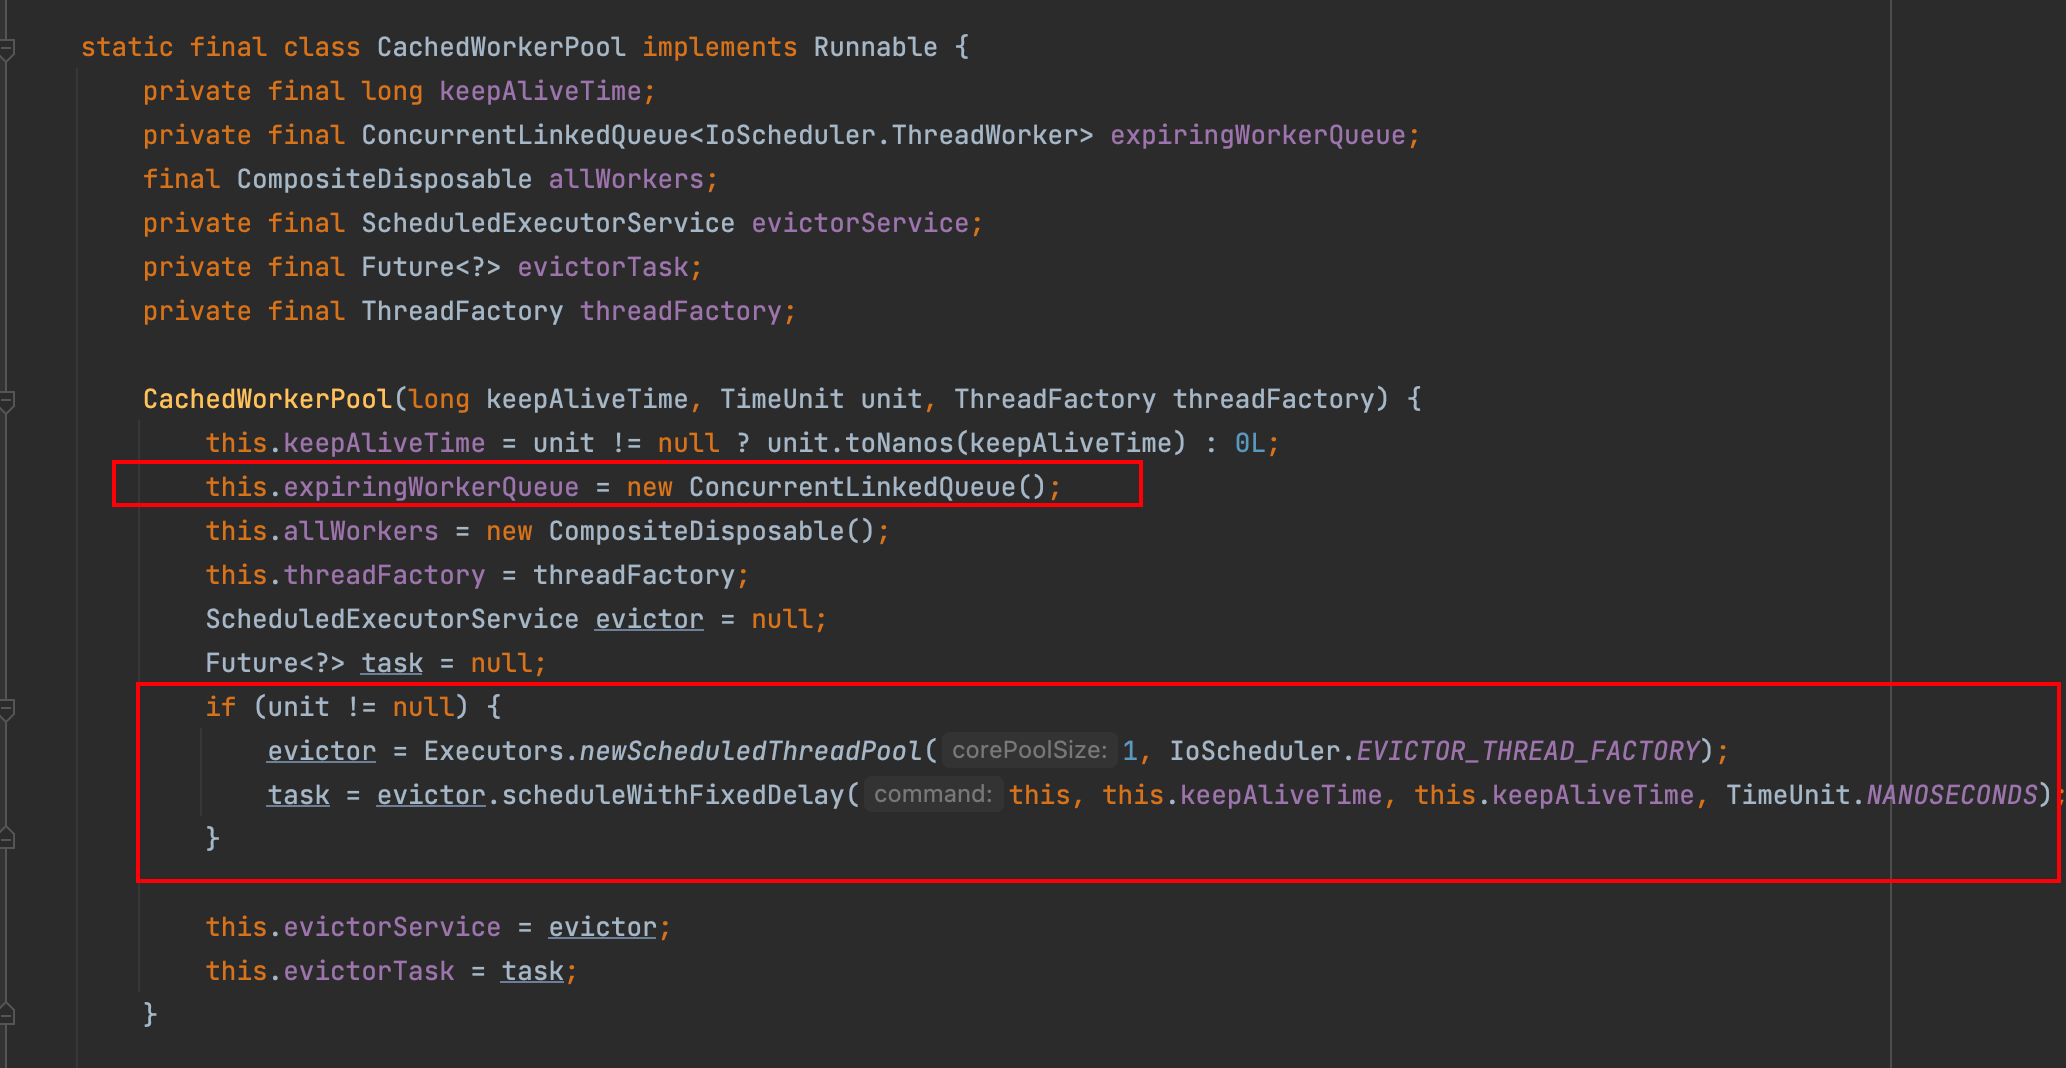 static final class CachedWorkerPool implements Runnable {
    private final long keepAliveTime;
    private final ConcurrentLinkedQueue<IoScheduler.ThreadWorker> expiringWorkerQueue;
    final CompositeDisposable allWorkers;
    private final ScheduledExecutorService evictorService;
    private final Future<?> evictorTask;
    private final ThreadFactory threadFactory;

    CachedWorkerPool(long keepAliveTime, TimeUnit unit, ThreadFactory threadFactory) {
        this.keepAliveTime = unit != null ? unit.toNanos(keepAliveTime) : 0L;
        this.expiringWorkerQueue = new ConcurrentLinkedQueue();
        this.allWorkers = new CompositeDisposable();
        this.threadFactory = threadFactory;
        ScheduledExecutorService evictor = null;
        Future<?> task = null;
        if (unit != null) {
            evictor = Executors.newScheduledThreadPool( corePoolSize: 1, IoScheduler.EVICTOR_THREAD_FACTORY);
            task = evictor.scheduleWithFixedDelay( command: this, this.keepAliveTime, this.keepAliveTime, TimeUnit.NANOSECONDS);
        }

        this.evictorService = evictor;
        this.evictorTask = task;
    }